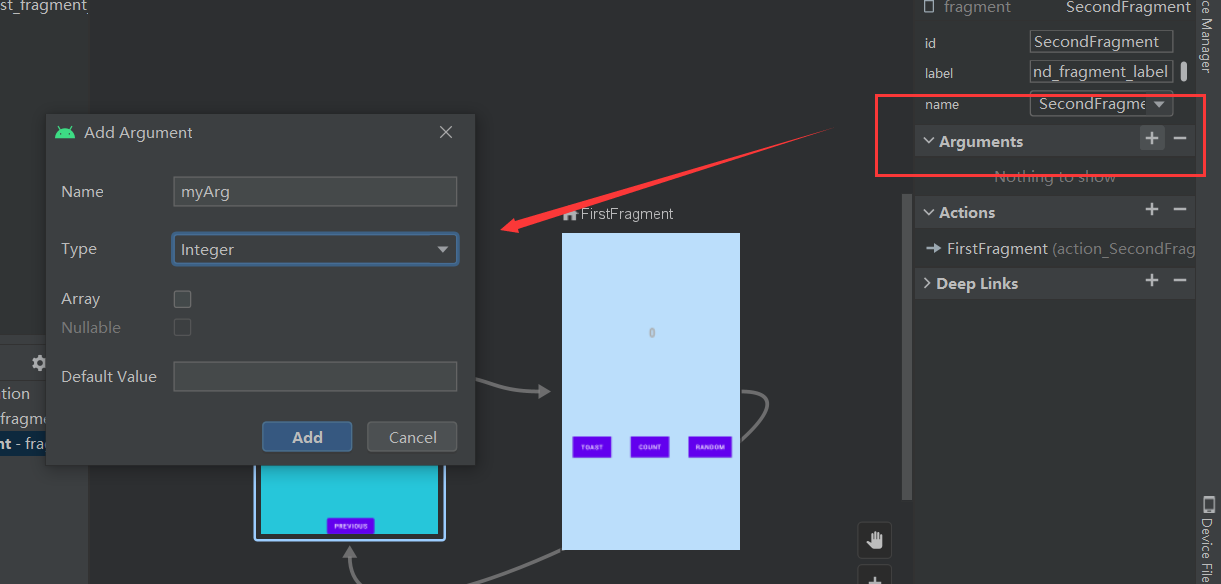 st_fragment
Add Argument
Name
myArg
Type
Integer
Array
Nullable
Default Value
Add
Cancel
tion
fragme
nt - frag
PREVIOUS
FirstFragment
0
TOAST
COUNT
RANDOM
fragment
SecondFragment
id
SecondFragment
label
nd_fragment_label
name
SecondFragme
Arguments
Nothing to show
Actions
FirstFragment (action_SecondFrag
Deep Links
ce Manager
Device File